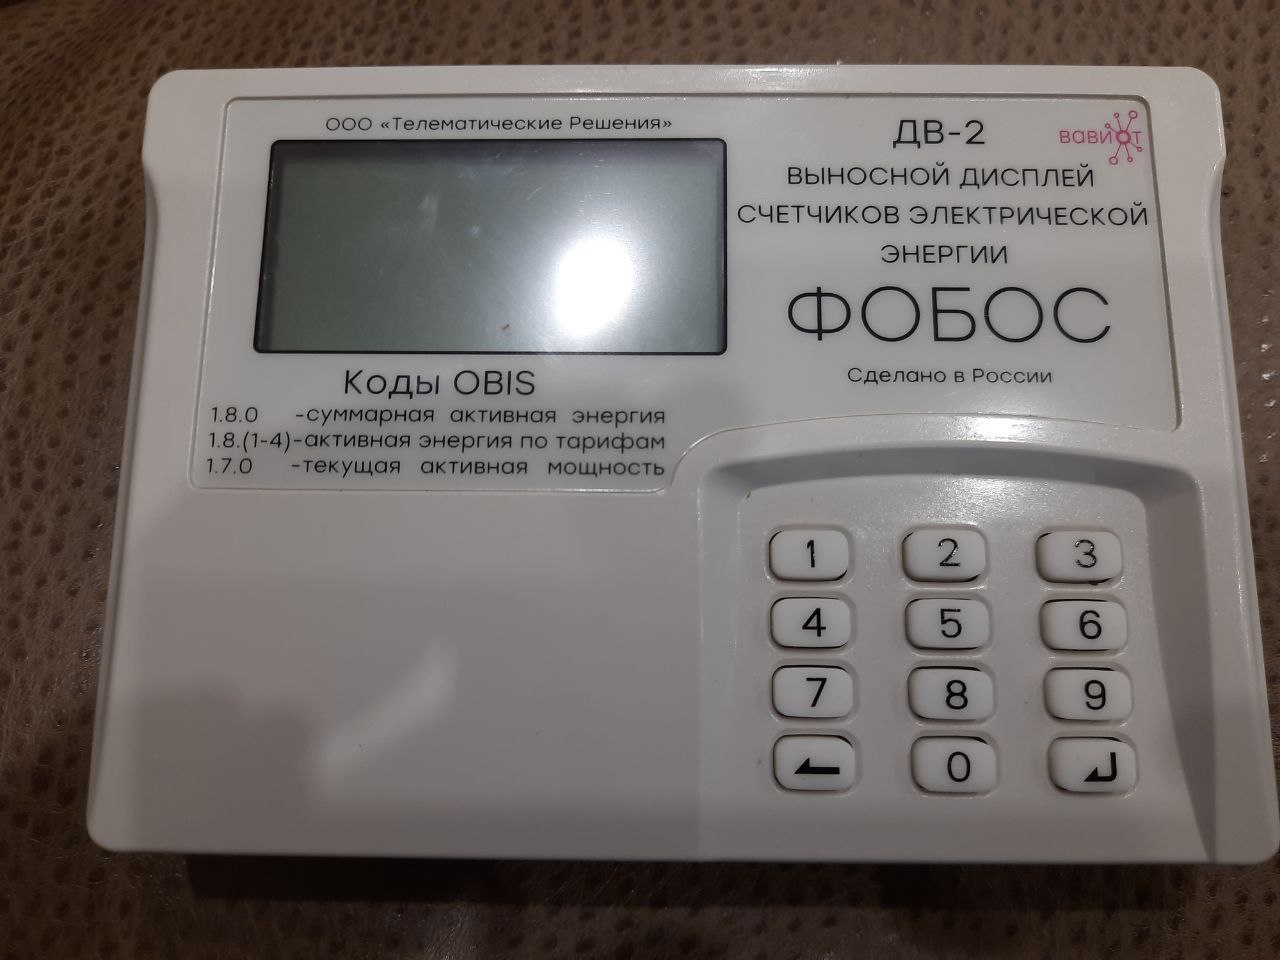 ООО «Телематические Решения»
ДВ-2
вавиот
ВЫНОСНОЙ ДИСПЛЕЙ
СЧЕТЧИКОВ ЭЛЕКТРИЧЕСКОЙ
ЭНЕРГИИ
ФОБОС
Сделано в России
Коды OBIS
1.8.0 -суммарная активная энергия
1.8.(1-4)-активная энергия по тарифам
1.7.0 -текущая активная мощность
1 2 3
4 5 6
7 8 9
0